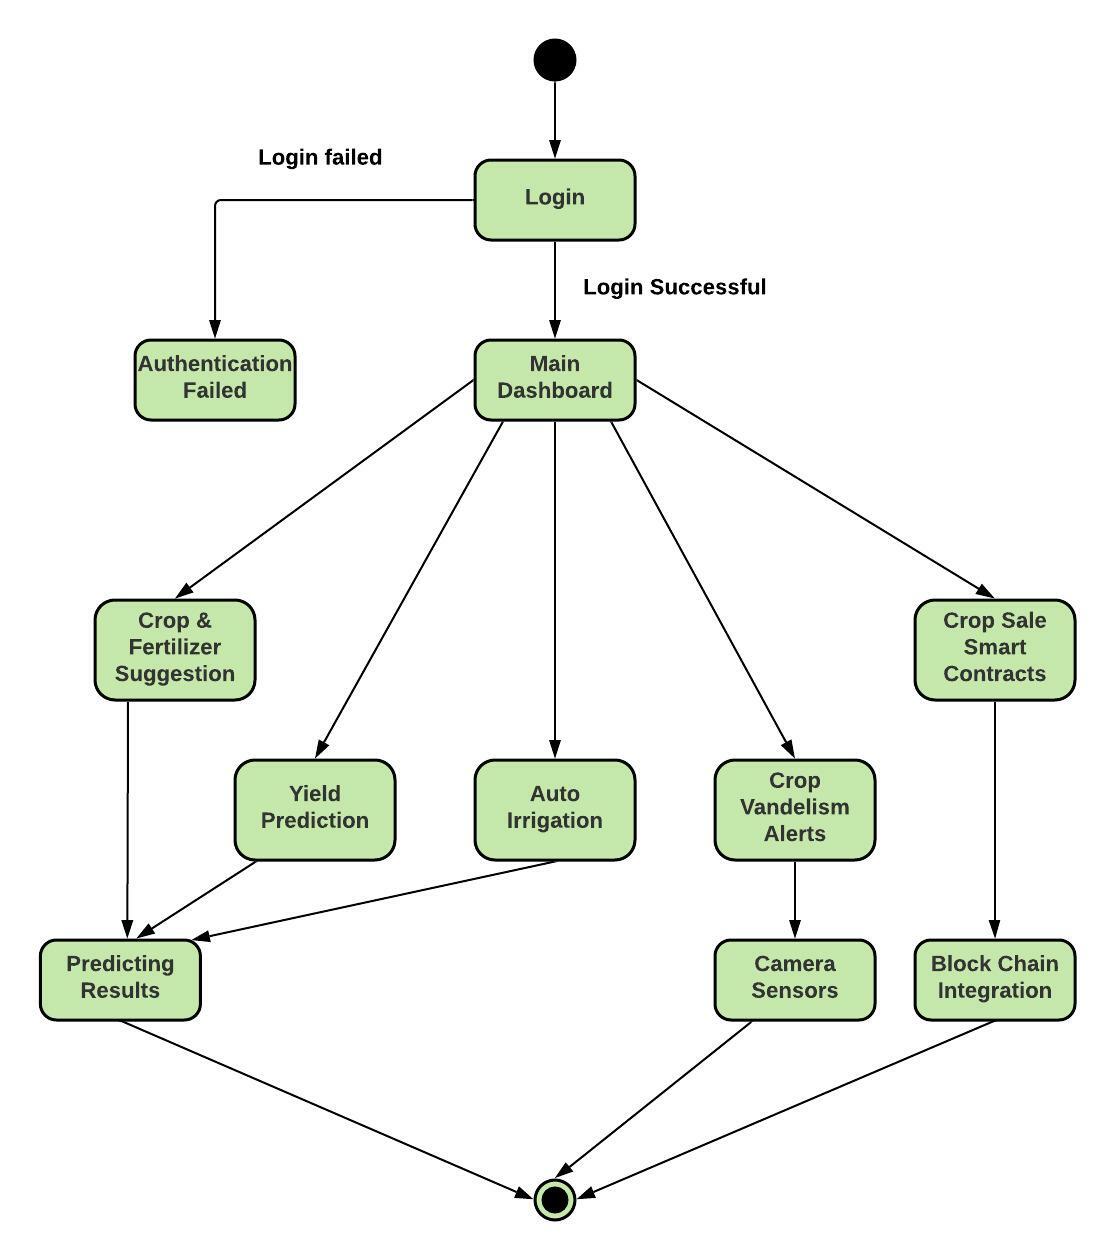 Login failed
Login
Login Successful
Authentication
Failed
Main
Dashboard
Crop &
Fertilizer
Suggestion
Crop Sale
Smart
Contracts
Yield
Prediction
Auto
Irrigation
Crop
Vandelism
Alerts
Predicting
Results
Camera
Sensors
Block Chain
Integration